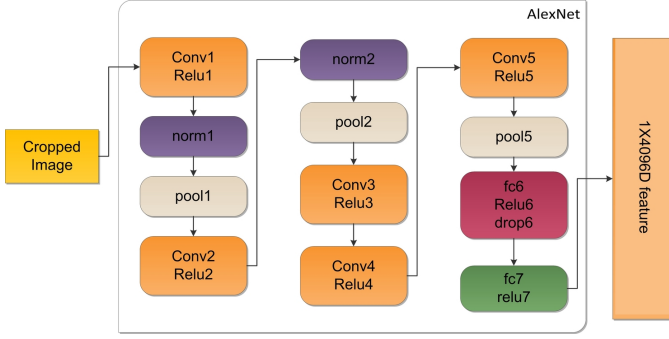 AlexNet
Cropped
Image
Conv1
Relu1
norm1
pool1
Conv2
Relu2
norm2
pool2
Conv3
Relu3
Conv4
Relu4
Conv5
Relu5
pool5
fc6
Relu6
drop6
fc7
relu7
1X4096D feature